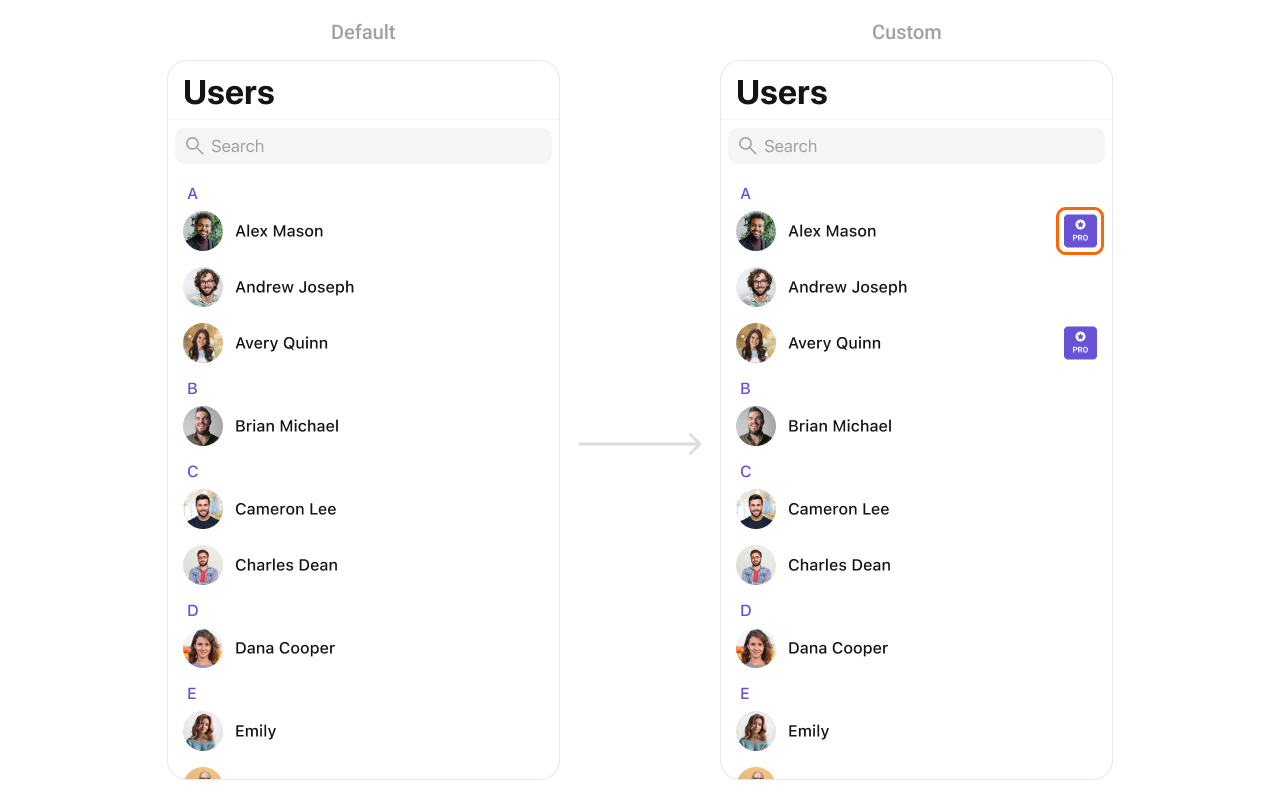 Default
Users
Search
A
Alex Mason
Andrew Joseph
Avery Quinn
B
Brian Michael
C
Cameron Lee
Charles Dean
D
Dana Cooper
E
Emily
Custom
Users
Search
A
Alex Mason
PRO
Andrew Joseph
Avery Quinn
PRO
B
Brian Michael
C
Cameron Lee
Charles Dean
D
Dana Cooper
E
Emily